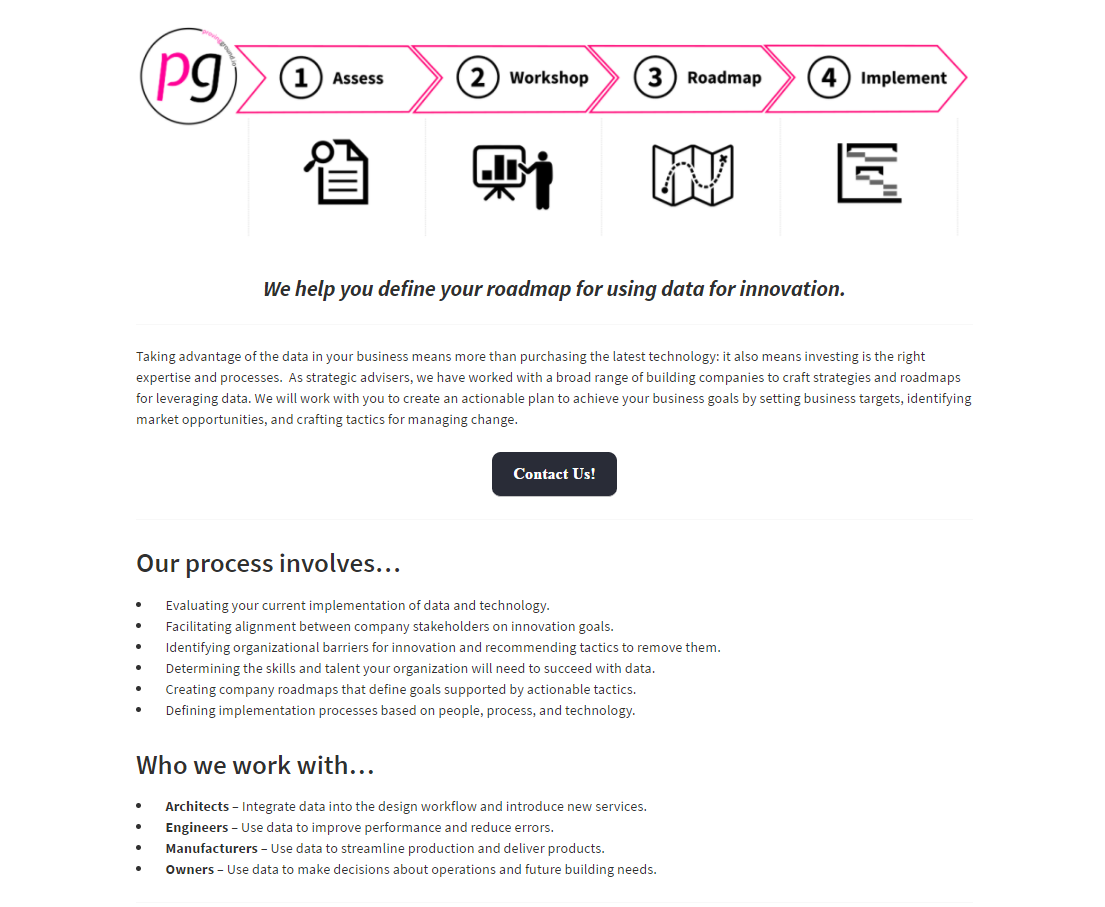 pg
provingground.io
1 Assess
2 Workshop
3 Roadmap
4 Implement
We help you define your roadmap for using data for innovation.
Taking advantage of the data in your business means more than purchasing the latest technology: it also means investing is the right
expertise and processes.  As strategic advisers, we have worked with a broad range of building companies to craft strategies and roadmaps
for leveraging data. We will work with you to create an actionable plan to achieve your business goals by setting business targets, identifying
market opportunities, and crafting tactics for managing change.
Contact Us!
Our process involves…
• Evaluating your current implementation of data and technology.
• Facilitating alignment between company stakeholders on innovation goals.
• Identifying organizational barriers for innovation and recommending tactics to remove them.
• Determining the skills and talent your organization will need to succeed with data.
• Creating company roadmaps that define goals supported by actionable tactics.
• Defining implementation processes based on people, process, and technology.
Who we work with…
• Architects – Integrate data into the design workflow and introduce new services.
• Engineers – Use data to improve performance and reduce errors.
• Manufacturers – Use data to streamline production and deliver products.
• Owners – Use data to make decisions about operations and future building needs.